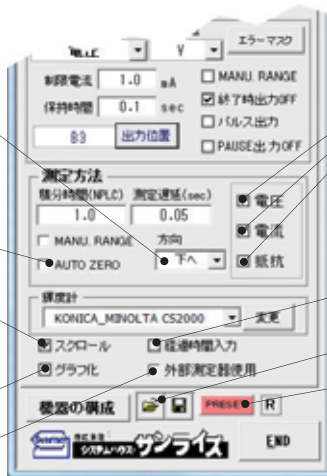 V
エラーマスク
制限電流 1.0 mA
MANU. RANGE
保持時間 0.1 sec
終了時出力OFF
パルス出力
B3 出力位置
PAUSE出力OFF
測定方法
積分時間(NPLC) 測定遅延(sec)
1.0 0.05
電圧
MANU. RANGE 方向
電流
AUTO ZERO 下へ
抵抗
輝度計
KONICA_MINOLTA CS2000 変更
スクロール 経過時間入力
グラフ化 外部測定器使用
機器の構成 PRESET R
システムハウス サンライズ END